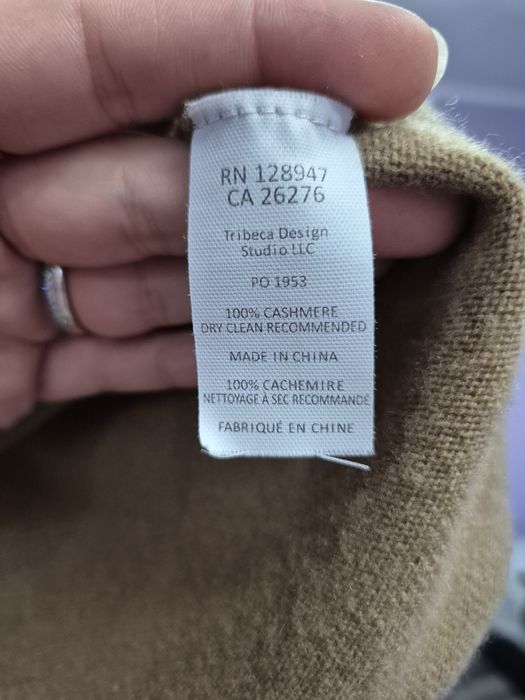 RN 128947
CA 26276
Tribeca Design
Studio LLC
PO 1953
100% CASHMERE
DRY CLEAN RECOMMENDED
MADE IN CHINA
100% CACHEMIRE
NETTOYAGE À SEC RECOMMANDÉ
FABRIQUÉ EN CHINE